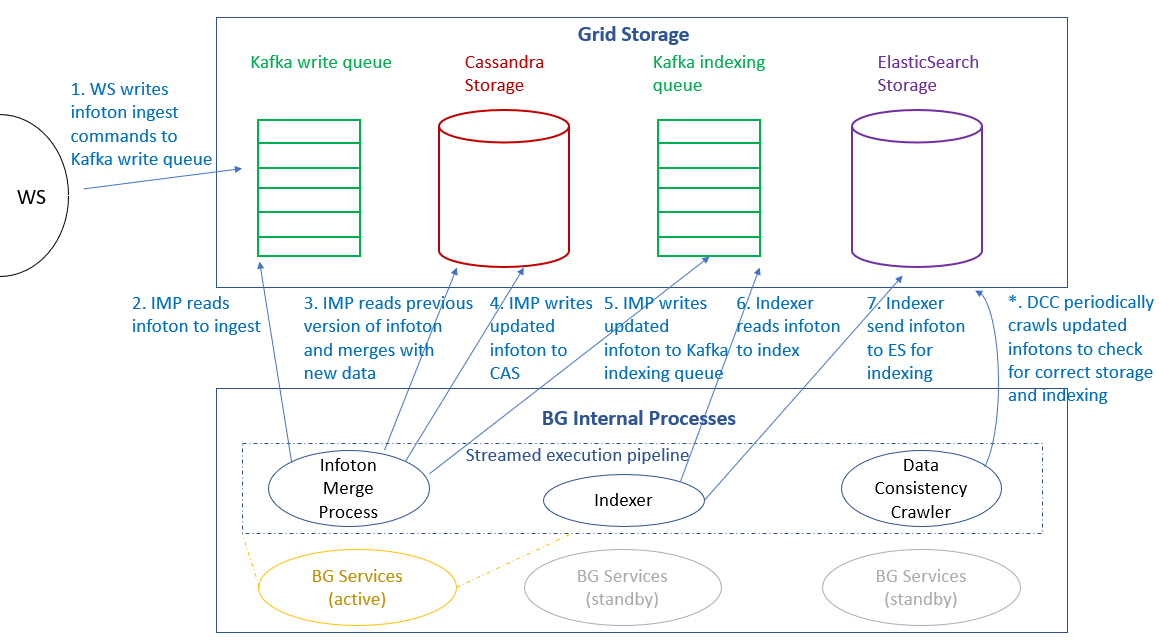 Grid Storage
Kafka write queue
Cassandra
Storage
Kafka indexing
queue
ElasticSearch
Storage
1. WS writes
infoton ingest
commands to
Kafka write queue
WS
2. IMP reads
infoton to ingest
3. IMP reads previous
version of infoton
and merges with
new data
4. IMP writes
updated
infoton to
CAS
5. IMP writes
updated
infoton to Kafka
indexing queue
6. Indexer
reads infoton
to index
7. Indexer
send infoton
to ES for
indexing
*. DCC periodically
crawls updated
infotons to check
for correct storage
and indexing
BG Internal Processes
Streamed execution pipeline
Infoton
Merge
Process
Indexer
Data
Consistency
Crawler
BG Services
(active)
BG Services
(standby)
BG Services
(standby)